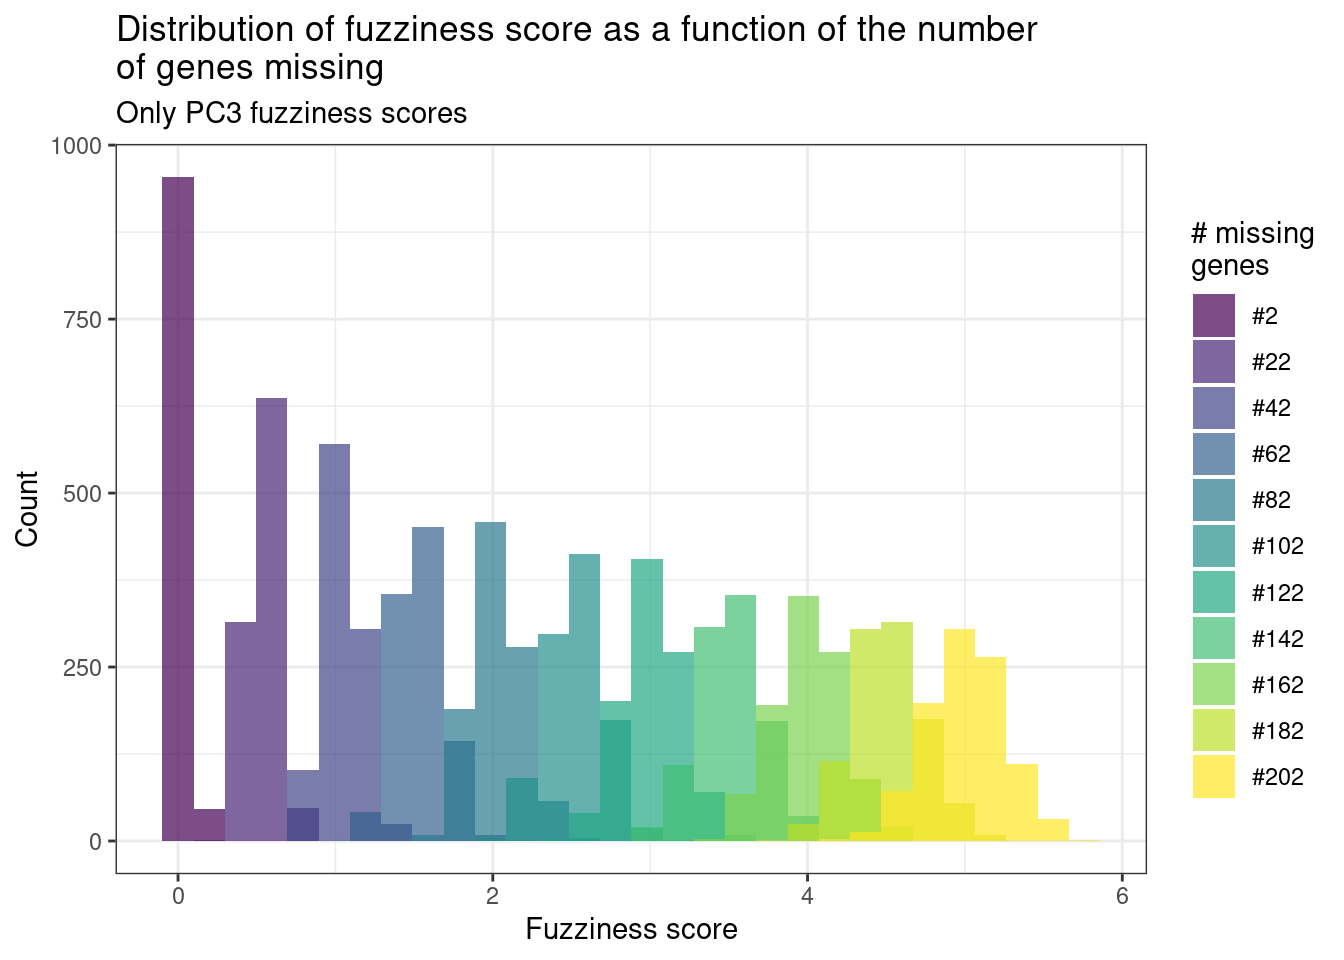 Distribution of fuzziness score as a function of the number
of genes missing
Only PC3 fuzziness scores
1000
750
500
250
0
Count
0
2
4
6
Fuzziness score
# missing
genes
#2
#22
#42
#62
#82
#102
#122
#142
#162
#182
#202